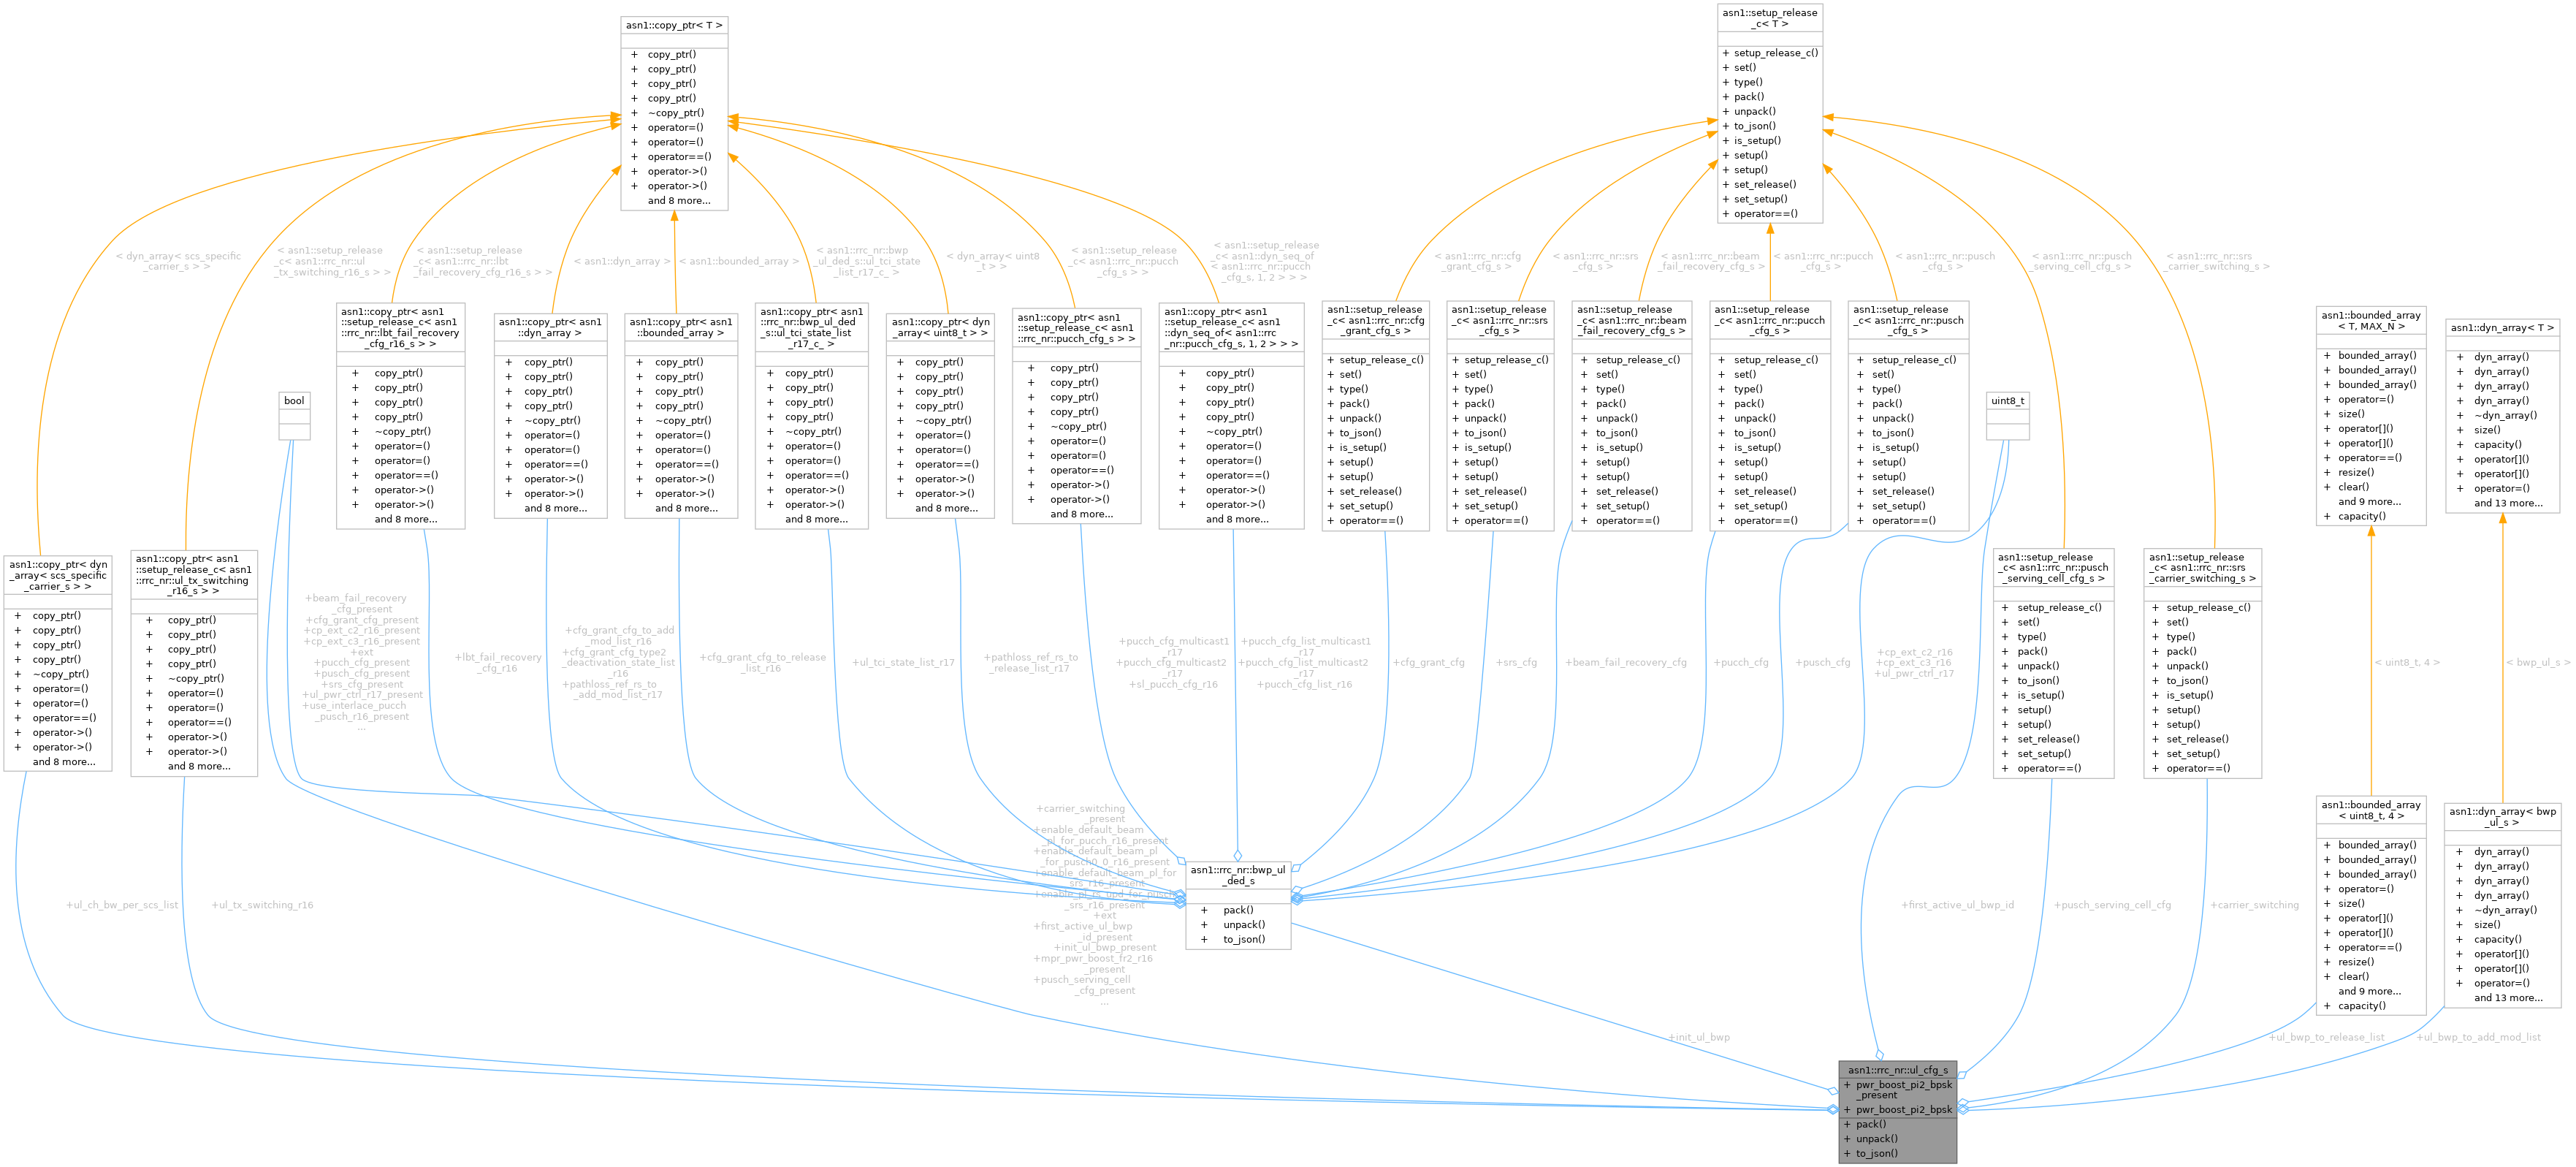 asn1::copy_ptr< T >
+ copy_ptr()
+ copy_ptr()
+ copy_ptr()
+ copy_ptr()
+ ~copy_ptr()
+ operator=()
+ operator=()
+ operator==()
+ operator->()
+ operator->()
and 8 more...
asn1::setup_release
_c< T >
+ setup_release_c()
+ set()
+ type()
+ pack()
+ unpack()
+ to_json()
+ is_setup()
+ setup()
+ setup()
+ set_release()
+ set_setup()
+ operator==()
< dyn_array< scs_specific
_carrier_s > >
< asn1::setup_release
_c< asn1::rrc_nr::ul
_tx_switching_r16_s > >
< asn1::setup_release
_c< asn1::rrc_nr::lbt
_fail_recovery_cfg_r16_s > >
< asn1::dyn_array >
< asn1::bounded_array >
< asn1::rrc_nr::bwp
_ul_ded_s::ul_tci_state
_list_r17_c_ >
< dyn_array< uint8
_t > >
< asn1::setup_release
_c< asn1::rrc_nr::pucch
_cfg_s > >
< asn1::setup_release
_c< asn1::dyn_seq_of
< asn1::rrc_nr::pucch
_cfg_s, 1, 2 > > >
< asn1::rrc_nr::cfg
_grant_cfg_s >
< asn1::rrc_nr::srs
_cfg_s >
< asn1::rrc_nr::beam
_fail_recovery_cfg_s >
< asn1::rrc_nr::pucch
_cfg_s >
< asn1::rrc_nr::pusch
_cfg_s >
< asn1::rrc_nr::pusch
_serving_cell_cfg_s >
< asn1::rrc_nr::srs
_carrier_switching_s >
bool
asn1::copy_ptr< asn1
::setup_release_c< asn1
::rrc_nr::lbt_fail_recovery
_cfg_r16_s > >
+ copy_ptr()
+ copy_ptr()
+ copy_ptr()
+ copy_ptr()
+ ~copy_ptr()
+ operator=()
+ operator=()
+ operator==()
+ operator->()
+ operator->()
and 8 more...
asn1::copy_ptr< asn1
::dyn_array >
+ copy_ptr()
+ copy_ptr()
+ copy_ptr()
+ copy_ptr()
+ ~copy_ptr()
+ operator=()
+ operator=()
+ operator==()
+ operator->()
+ operator->()
and 8 more...
asn1::copy_ptr< asn1
::bounded_array >
+ copy_ptr()
+ copy_ptr()
+ copy_ptr()
+ copy_ptr()
+ ~copy_ptr()
+ operator=()
+ operator=()
+ operator==()
+ operator->()
+ operator->()
and 8 more...
asn1::copy_ptr< asn1
::rrc_nr::bwp_ul_ded
_s::ul_tci_state_list
_r17_c_ >
+ copy_ptr()
+ copy_ptr()
+ copy_ptr()
+ copy_ptr()
+ ~copy_ptr()
+ operator=()
+ operator=()
+ operator==()
+ operator->()
+ operator->()
and 8 more...
asn1::copy_ptr< dyn
_array< uint8_t > >
+ copy_ptr()
+ copy_ptr()
+ copy_ptr()
+ copy_ptr()
+ ~copy_ptr()
+ operator=()
+ operator=()
+ operator==()
+ operator->()
+ operator->()
and 8 more...
asn1::copy_ptr< asn1
::setup_release_c< asn1
::rrc_nr::pucch_cfg_s > >
+ copy_ptr()
+ copy_ptr()
+ copy_ptr()
+ copy_ptr()
+ ~copy_ptr()
+ operator=()
+ operator=()
+ operator==()
+ operator->()
+ operator->()
and 8 more...
asn1::copy_ptr< asn1
::setup_release_c< asn1
::dyn_seq_of< asn1::rrc
_nr::pucch_cfg_s, 1, 2 > > >
+ copy_ptr()
+ copy_ptr()
+ copy_ptr()
+ copy_ptr()
+ ~copy_ptr()
+ operator=()
+ operator=()
+ operator==()
+ operator->()
+ operator->()
and 8 more...
asn1::setup_release
_c< asn1::rrc_nr::cfg
_grant_cfg_s >
+ setup_release_c()
+ set()
+ type()
+ pack()
+ unpack()
+ to_json()
+ is_setup()
+ setup()
+ setup()
+ set_release()
+ set_setup()
+ operator==()
asn1::setup_release
_c< asn1::rrc_nr::srs
_cfg_s >
+ setup_release_c()
+ set()
+ type()
+ pack()
+ unpack()
+ to_json()
+ is_setup()
+ setup()
+ setup()
+ set_release()
+ set_setup()
+ operator==()
asn1::setup_release
_c< asn1::rrc_nr::beam
_fail_recovery_cfg_s >
+ setup_release_c()
+ set()
+ type()
+ pack()
+ unpack()
+ to_json()
+ is_setup()
+ setup()
+ setup()
+ set_release()
+ set_setup()
+ operator==()
asn1::setup_release
_c< asn1::rrc_nr::pucch
_cfg_s >
+ setup_release_c()
+ set()
+ type()
+ pack()
+ unpack()
+ to_json()
+ is_setup()
+ setup()
+ setup()
+ set_release()
+ set_setup()
+ operator==()
asn1::setup_release
_c< asn1::rrc_nr::pusch
_cfg_s >
+ setup_release_c()
+ set()
+ type()
+ pack()
+ unpack()
+ to_json()
+ is_setup()
+ setup()
+ setup()
+ set_release()
+ set_setup()
+ operator==()
uint8_t
asn1::bounded_array
< T, MAX_N >
+ bounded_array()
+ bounded_array()
+ bounded_array()
+ operator=()
+ size()
+ operator[]()
+ operator[]()
+ operator==()
+ resize()
+ clear()
and 9 more...
+ capacity()
asn1::dyn_array< T >
+ dyn_array()
+ dyn_array()
+ dyn_array()
+ dyn_array()
+ ~dyn_array()
+ size()
+ capacity()
+ operator[]()
+ operator[]()
+ operator=()
and 13 more...
asn1::copy_ptr< dyn
_array< scs_specific
_carrier_s > >
+ copy_ptr()
+ copy_ptr()
+ copy_ptr()
+ copy_ptr()
+ ~copy_ptr()
+ operator=()
+ operator=()
+ operator==()
+ operator->()
+ operator->()
and 8 more...
asn1::copy_ptr< asn1
::setup_release_c< asn1
::rrc_nr::ul_tx_switching
_r16_s > >
+ copy_ptr()
+ copy_ptr()
+ copy_ptr()
+ copy_ptr()
+ ~copy_ptr()
+ operator=()
+ operator=()
+ operator==()
+ operator->()
+ operator->()
and 8 more...
+beam_fail_recovery
_cfg_present
+cfg_grant_cfg_present
+cp_ext_c2_r16_present
+cp_ext_c3_r16_present
+ext
+pucch_cfg_present
+pusch_cfg_present
+srs_cfg_present
+ul_pwr_ctrl_r17_present
+use_interlace_pucch
_pusch_r16_present
...
+lbt_fail_recovery
_cfg_r16
+cfg_grant_cfg_to_add
_mod_list_r16
+cfg_grant_cfg_type2
_deactivation_state_list
_r16
+pathloss_ref_rs_to
_add_mod_list_r17
+cfg_grant_cfg_to_release
_list_r16
+ul_tci_state_list_r17
+pathloss_ref_rs_to
_release_list_r17
+pucch_cfg_multicast1
_r17
+pucch_cfg_multicast2
_r17
+sl_pucch_cfg_r16
+pucch_cfg_list_multicast1
_r17
+pucch_cfg_list_multicast2
_r17
+pucch_cfg_list_r16
+cfg_grant_cfg
+srs_cfg
+beam_fail_recovery_cfg
+pucch_cfg
+pusch_cfg
+cp_ext_c2_r16
+cp_ext_c3_r16
+ul_pwr_ctrl_r17
asn1::setup_release
_c< asn1::rrc_nr::pusch
_serving_cell_cfg_s >
+ setup_release_c()
+ set()
+ type()
+ pack()
+ unpack()
+ to_json()
+ is_setup()
+ setup()
+ setup()
+ set_release()
+ set_setup()
+ operator==()
asn1::setup_release
_c< asn1::rrc_nr::srs
_carrier_switching_s >
+ setup_release_c()
+ set()
+ type()
+ pack()
+ unpack()
+ to_json()
+ is_setup()
+ setup()
+ setup()
+ set_release()
+ set_setup()
+ operator==()
< uint8_t, 4 >
< bwp_ul_s >
+ul_ch_bw_per_scs_list
+ul_tx_switching_r16
+carrier_switching
_present
+enable_default_beam
_pl_for_pucch_r16_present
+enable_default_beam_pl
_for_pusch0_0_r16_present
+enable_default_beam_pl_for
_srs_r16_present
+enable_pl_rs_upd_for_pusch
_srs_r16_present
+ext
+first_active_ul_bwp
_id_present
+init_ul_bwp_present
+mpr_pwr_boost_fr2_r16
_present
+pusch_serving_cell
_cfg_present
...
asn1::rrc_nr::bwp_ul
_ded_s
+ pack()
+ unpack()
+ to_json()
+first_active_ul_bwp_id
+pusch_serving_cell_cfg
+carrier_switching
asn1::bounded_array
< uint8_t, 4 >
+ bounded_array()
+ bounded_array()
+ bounded_array()
+ operator=()
+ size()
+ operator[]()
+ operator[]()
+ operator==()
+ resize()
+ clear()
and 9 more...
+ capacity()
asn1::dyn_array< bwp
_ul_s >
+ dyn_array()
+ dyn_array()
+ dyn_array()
+ dyn_array()
+ ~dyn_array()
+ size()
+ capacity()
+ operator[]()
+ operator[]()
+ operator=()
and 13 more...
+init_ul_bwp
+ul_bwp_to_release_list
+ul_bwp_to_add_mod_list
asn1::rrc_nr::ul_cfg_s
+ pwr_boost_pi2_bpsk
_present
+ pwr_boost_pi2_bpsk
+ pack()
+ unpack()
+ to_json()